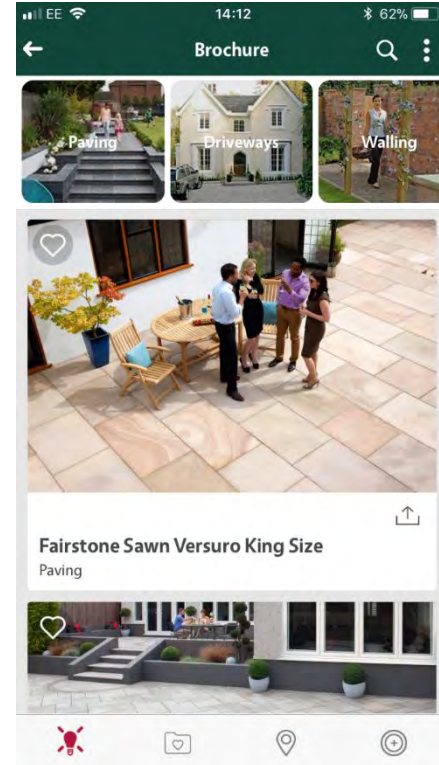 EE 14:12 62%
Brochure
Paving Driveways Walling
Fairstone Sawn Versuro King Size
Paving